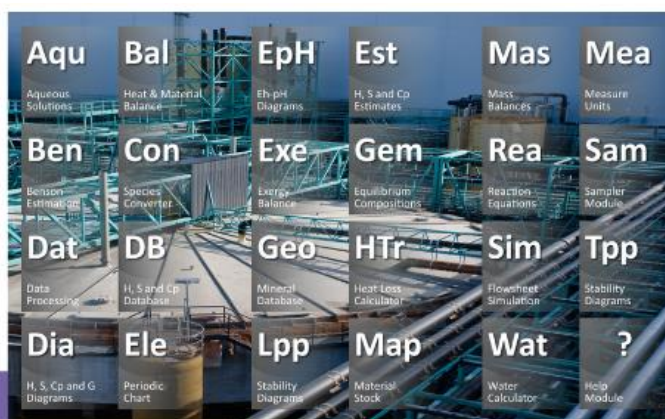 Aqu
Aqueous
Solutions
Bal
Heat & Material
Balance
EpH
Eh-pH
Diagrams
Est
H, S and Cp
Estimates
Mas
Mass
Balances
Mea
Measure
Units
Ben
Benson
Estimation
Con
Species
Converter
Exe
Exergy
Balance
Gem
Equilibrium
Compositions
Rea
Reaction
Equations
Sam
Sampler
Module
Dat
Data
Processing
DB
H, S and Cp
Database
Geo
Mineral
Database
HTr
Heat Loss
Calculator
Sim
Flowsheet
Simulation
Tpp
Stability
Diagrams
Dia
H, S, Cp and G
Diagrams
Ele
Periodic
Chart
Lpp
Stability
Diagrams
Map
Material
Stock
Wat
Water
Calculator
?
Help
Module